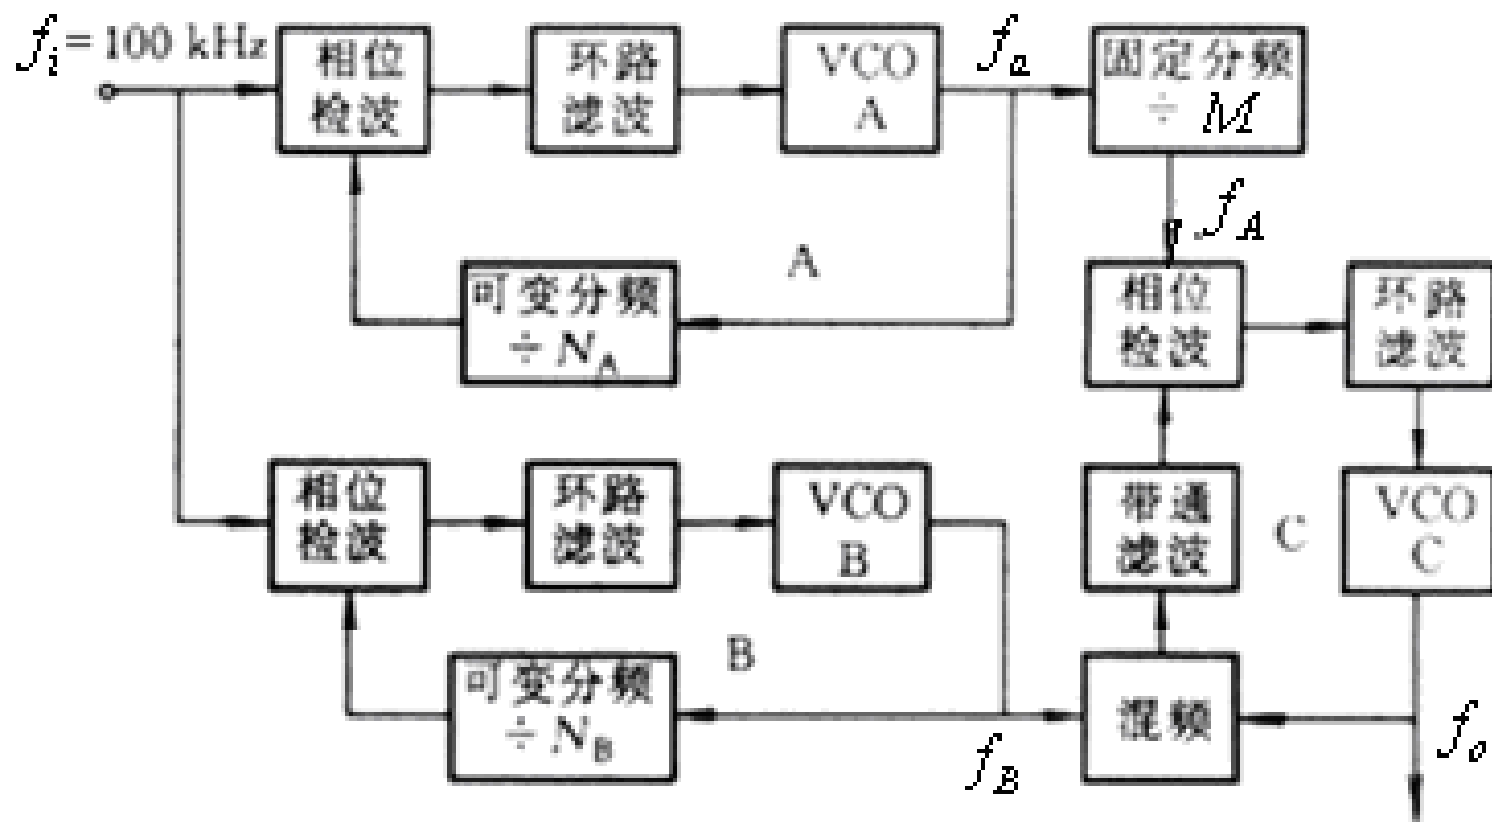 f_i = 100 kHz
相位
检波
环路
滤波
VCO
A
f_a
固定分频
÷ M
f_A
A
可变分频
÷ N_A
相位
检波
环路
滤波
相位
检波
环路
滤波
VCO
B
带通
滤波
C
VCO
C
B
可变分频
÷ N_B
f_B
混频
f_o